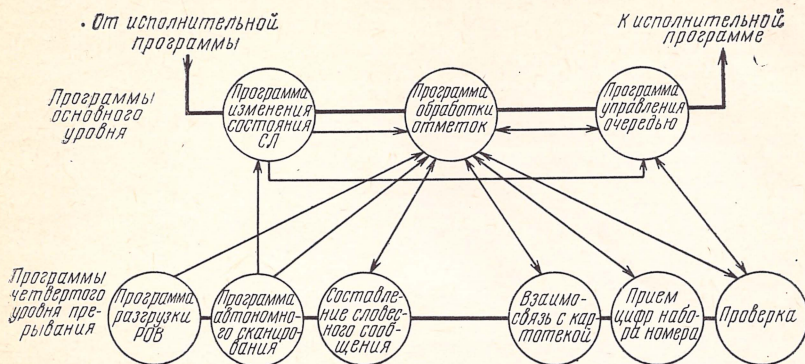 От исполнительной
программы
К исполнительной
программе
Программы
основного
уровня
Программа
изменения
состояния
СЛ
Программа
обработки
отметок
Программа
управления
очередью
Программы
четвертого
уровня пре-
рывания
Программа
разгрузки
РОВ
Программа
автономно-
го сканиро-
вания
Составле-
ние словес-
ного сооб-
щения
Взаимо-
связь с кар-
тотекой
Прием
цифр набо-
ра номера
Проверка